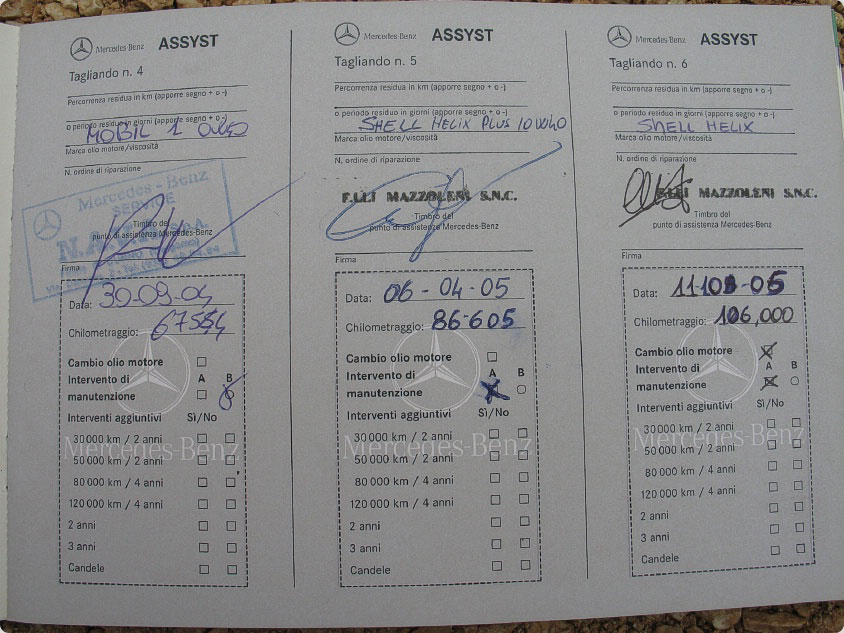 Mercedes-Benz ASSYST
Tagliando n. 4
Percorrenza residua in km (apporre segno + o -)
o periodo residuo in giorni (apporre segno + o -)
MOBIL 1 0W40
Marca olio motore/viscosità
N. ordine di riparazione
Mercedes-Benz
SERVICE
Timbro del
punto di assistenza Mercedes-Benz
Firma
Data: 30-09-04
Chilometraggio: 67554
Cambio olio motore
Intervento di A B
manutenzione
Interventi aggiuntivi Sì/No
30 000 km / 2 anni
50 000 km / 2 anni
80 000 km / 4 anni
120 000 km / 4 anni
2 anni
3 anni
Candele
Mercedes-Benz
Mercedes-Benz ASSYST
Tagliando n. 5
Percorrenza residua in km (apporre segno + o -)
o periodo residuo in giorni (apporre segno + o -)
SHELL HELIX PLUS 10W40
Marca olio motore/viscosità
N. ordine di riparazione
F.LLI MAZZOLENI S.N.C.
Timbro del
punto di assistenza Mercedes-Benz
Firma
Data: 06-04-05
Chilometraggio: 86-605
Cambio olio motore
Intervento di A B
manutenzione
Interventi aggiuntivi Sì/No
30 000 km / 2 anni
50 000 km / 2 anni
80 000 km / 4 anni
120 000 km / 4 anni
2 anni
3 anni
Candele
Mercedes-Benz
Mercedes-Benz ASSYST
Tagliando n. 6
Percorrenza residua in km (apporre segno + o -)
o periodo residuo in giorni (apporre segno + o -)
SHELL HELIX
Marca olio motore/viscosità
N. ordine di riparazione
F.LLI MAZZOLENI S.N.C.
Timbro del
punto di assistenza Mercedes-Benz
Firma
Data:
Chilometraggio: 106,000
Cambio olio motore
Intervento di A B
manutenzione
Interventi aggiuntivi Sì/No
30 000 km / 2 anni
50 000 km / 2 anni
80 000 km / 4 anni
120 000 km / 4 anni
2 anni
3 anni
Candele
Mercedes-Benz